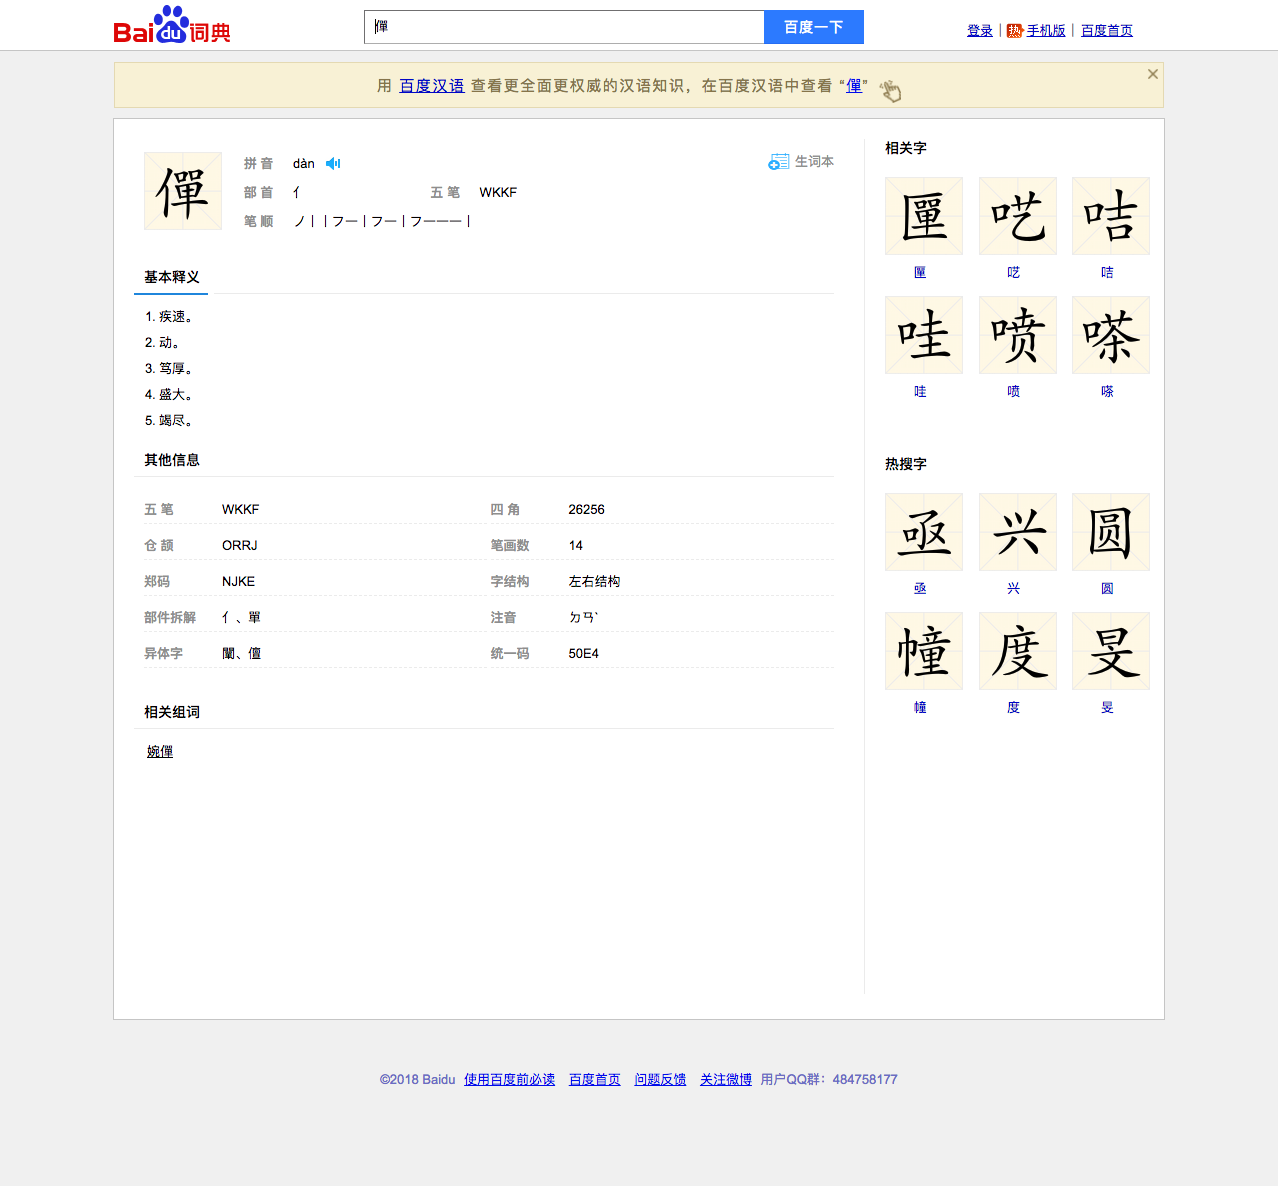 Baidu词典
僤
百度一下
登录 | 热 手机版 | 百度首页
用 百度汉语 查看更全面更权威的汉语知识，在百度汉语中查看 “僤”
僤
拼 音 dàn
生词本
部 首 亻 五 笔 WKKF
笔 顺 ノ丨丨フ一丨フ一丨フ一一一丨
基本释义
1. 疾速。
2. 动。
3. 笃厚。
4. 盛大。
5. 竭尽。
其他信息
五 笔 WKKF 四 角 26256
仓 颉 ORRJ 笔画数 14
郑码 NJKE 字结构 左右结构
部件拆解 亻、單 注音 ㄉㄢˋ
异体字 闡、儃 统一码 50E4
相关组词
婉僤
相关字
匰 呓 咭
匰 呓 咭
哇 喷 嗏
哇 喷 嗏
热搜字
亟 兴 圆
亟 兴 圆
幢 度 旻
幢 度 旻
©2018 Baidu 使用百度前必读 百度首页 问题反馈 关注微博 用户QQ群：484758177